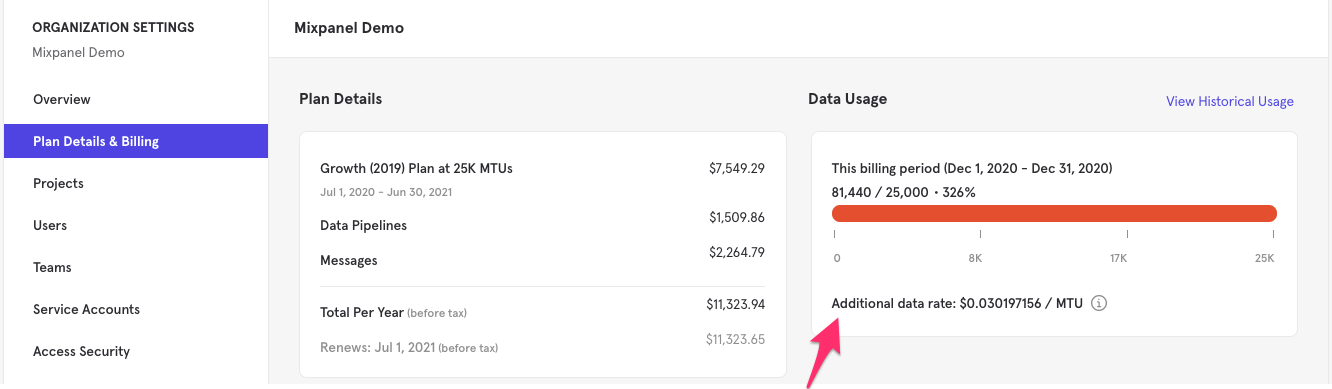 ORGANIZATION SETTINGS
Mixpanel Demo
Overview
Plan Details & Billing
Projects
Users
Teams
Service Accounts
Access Security
Mixpanel Demo
Plan Details
Growth (2019) Plan at 25K MTUs $7,549.29
Jul 1, 2020 - Jun 30, 2021
Data Pipelines $1,509.86
Messages $2,264.79
Total Per Year (before tax) $11,323.94
Renews: Jul 1, 2021 (before tax) $11,323.65
Data Usage View Historical Usage
This billing period (Dec 1, 2020 - Dec 31, 2020)
81,440 / 25,000 • 326%
0 8K 17K 25K
Additional data rate: $0.030197156 / MTU